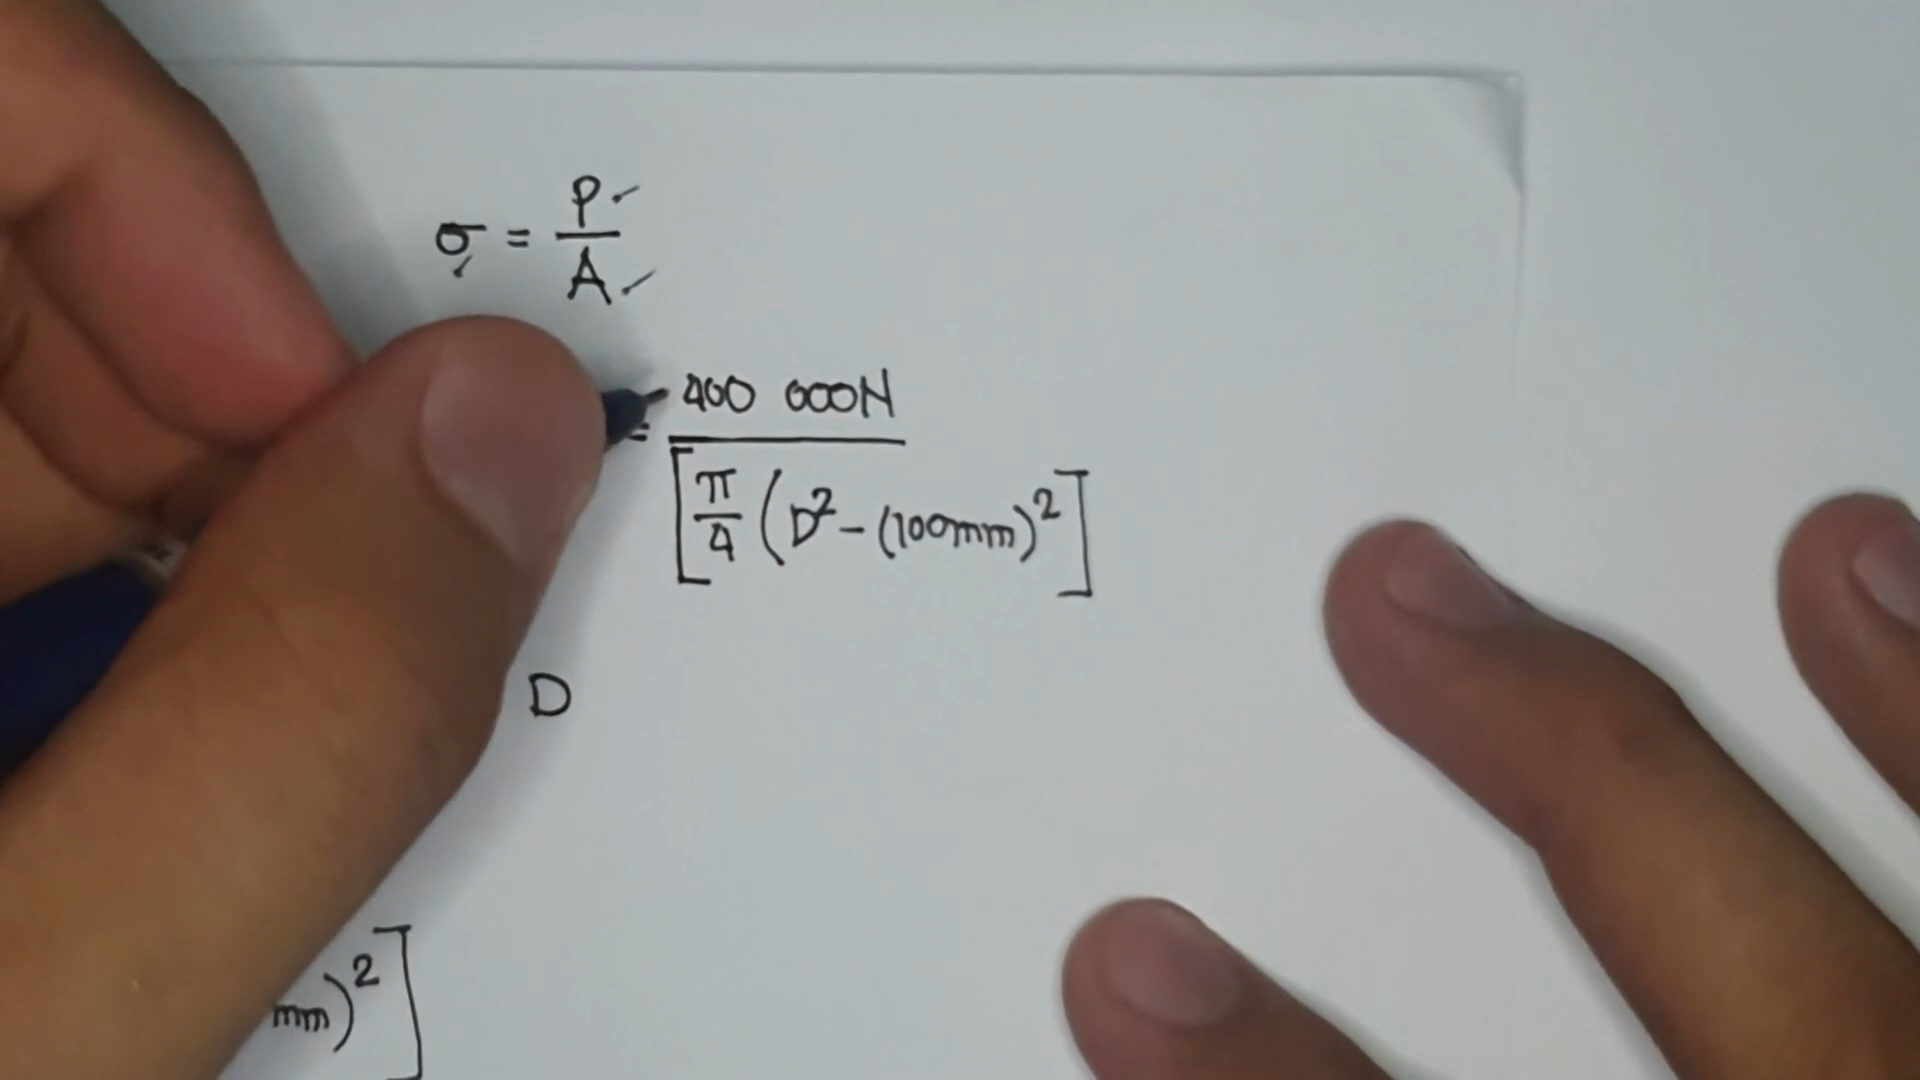 σ = P/A
= 400 000N / [π/4 (D² - (100mm)²]
D
mm)²]